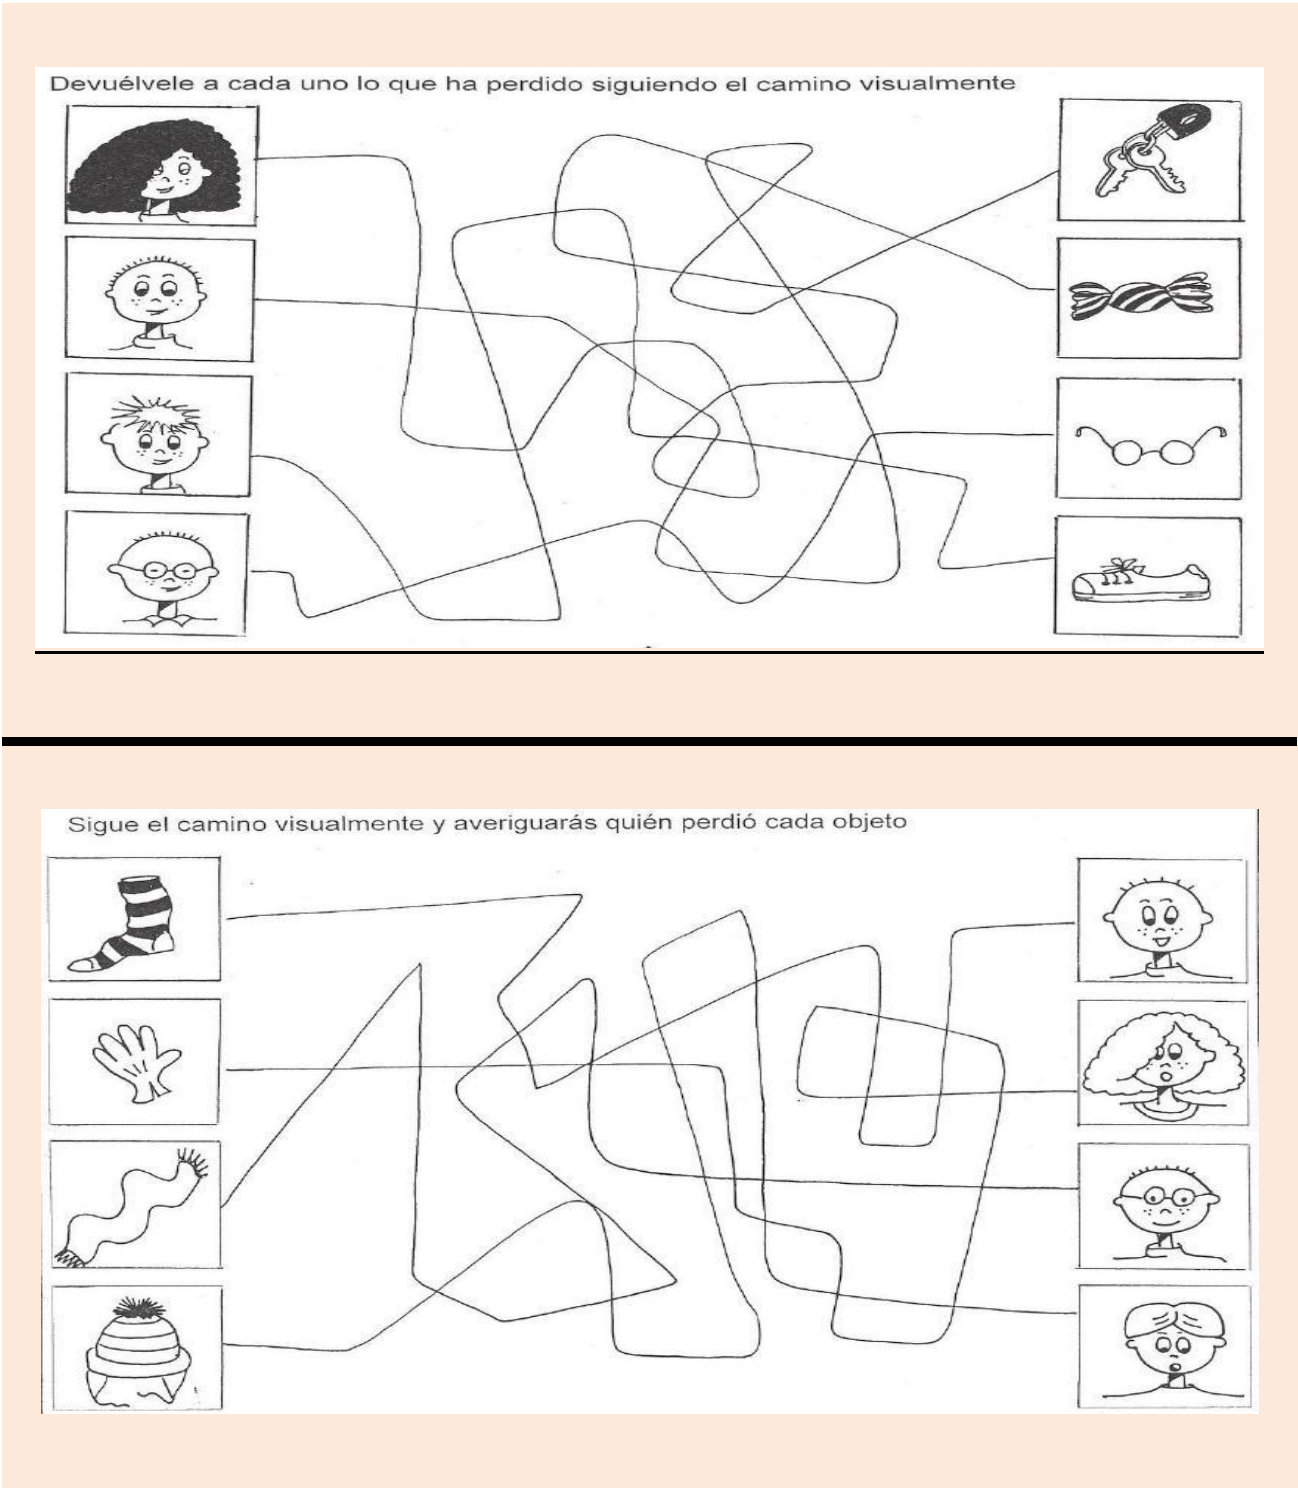 Devuélvele a cada uno lo que ha perdido siguiendo el camino visualmente
Sigue el camino visualmente y averiguarás quién perdió cada objeto